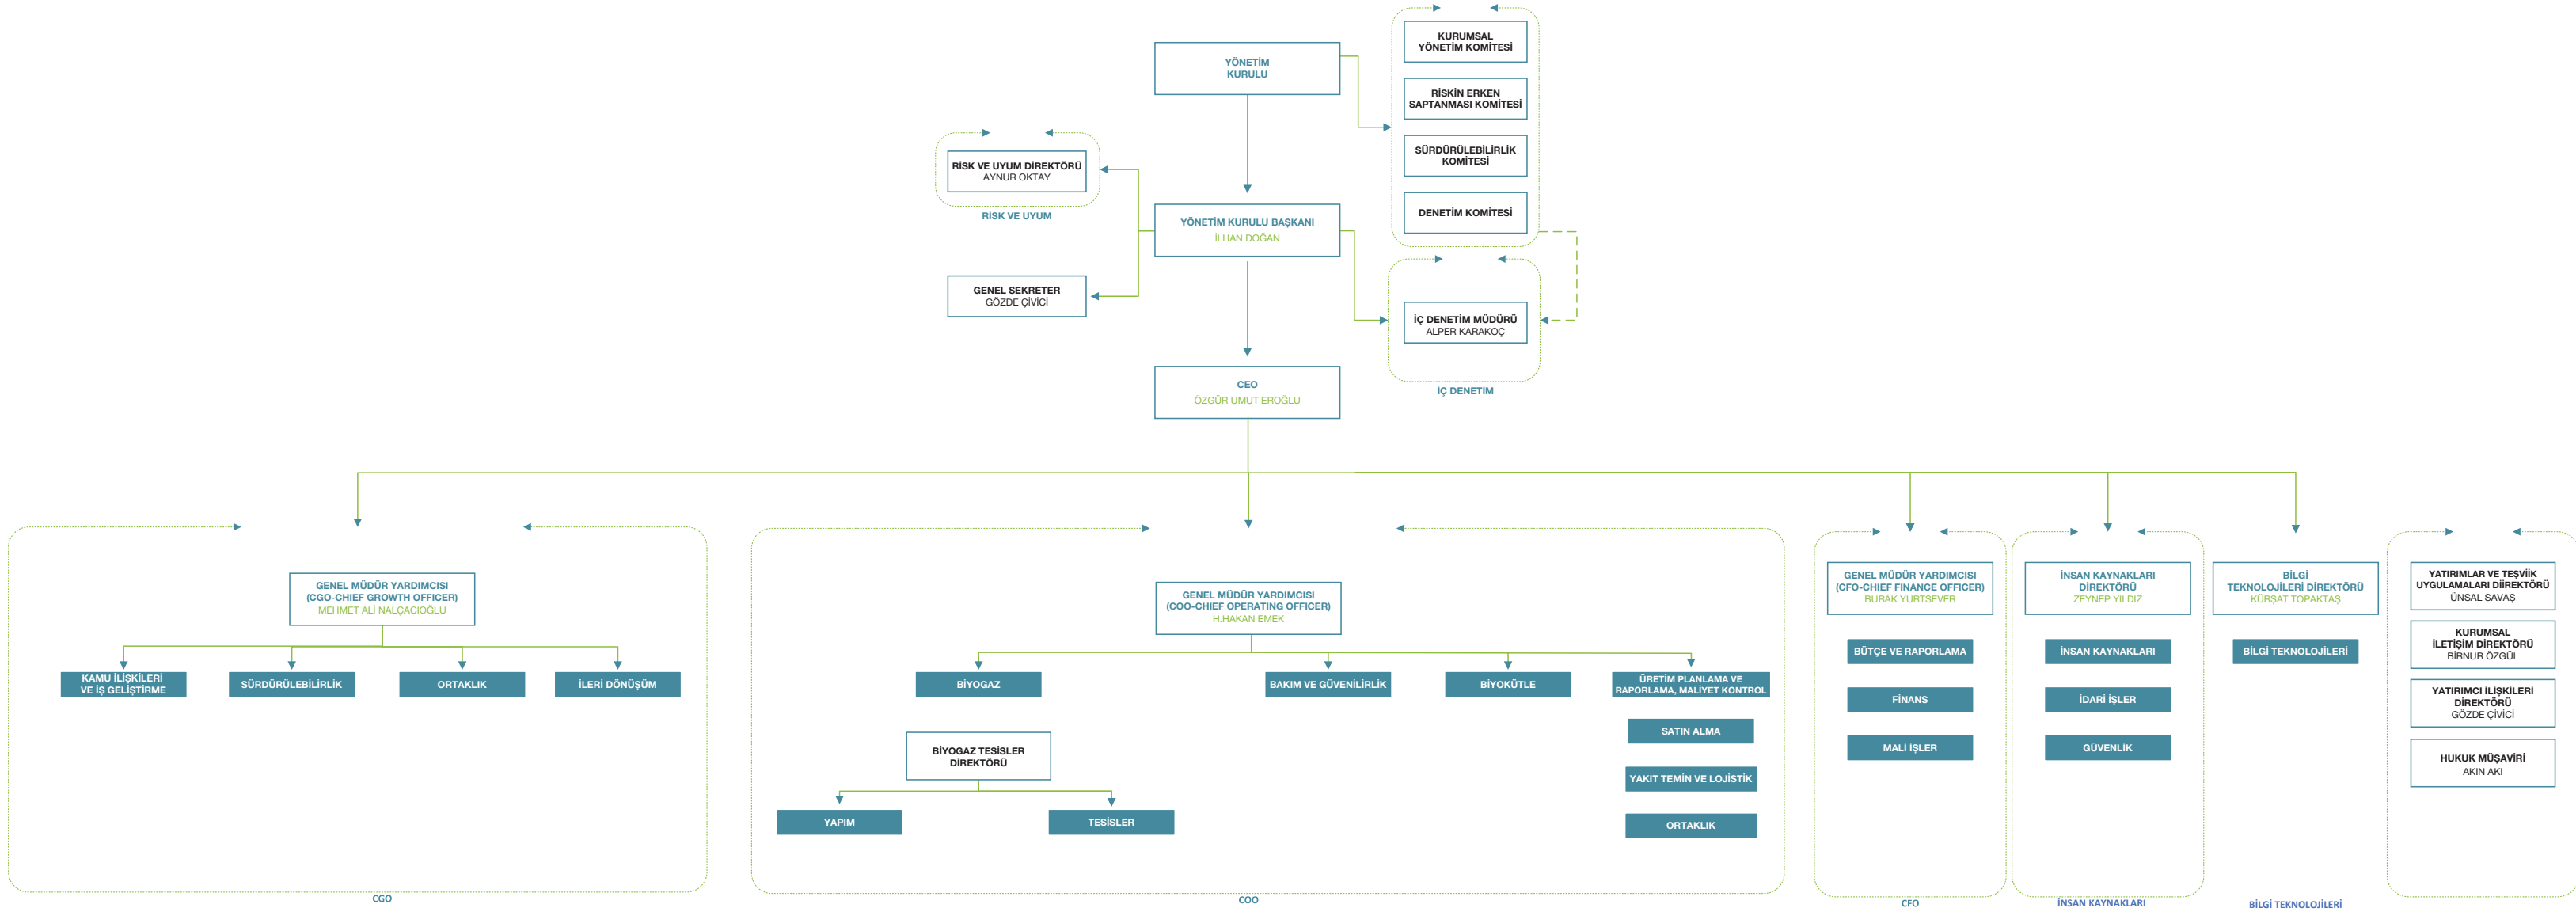 YÖNETİM
KURULU
KURUMSAL
YÖNETİM KOMİTESİ
RİSKİN ERKEN
SAPTANMASI KOMİTESİ
SÜRDÜRÜLEBİLİRLİK
KOMİTESİ
DENETİM KOMİTESİ
RİSK VE UYUM DİREKTÖRÜ
AYNUR OKTAY
RİSK VE UYUM
YÖNETİM KURULU BAŞKANI
İLHAN DOĞAN
GENEL SEKRETER
GÖZDE ÇİVİCİ
İÇ DENETİM MÜDÜRÜ
ALPER KARAKOÇ
İÇ DENETİM
CEO
ÖZGÜR UMUT EROĞLU
GENEL MÜDÜR YARDIMCISI
(CGO-CHIEF GROWTH OFFICER)
MEHMET ALİ NALÇACIOĞLU
KAMU İLİŞKİLERİ
VE İŞ GELİŞTİRME
SÜRDÜRÜLEBİLİRLİK
ORTAKLIK
İLERİ DÖNÜŞÜM
CGO
GENEL MÜDÜR YARDIMCISI
(COO-CHIEF OPERATING OFFICER)
H.HAKAN EMEK
BİYOGAZ
BAKIM VE GÜVENİLİRLİK
BİYOKÜTLE
ÜRETİM PLANLAMA VE
RAPORLAMA, MALİYET KONTROL
SATIN ALMA
YAKIT TEMİN VE LOJİSTİK
ORTAKLIK
BİYOGAZ TESİSLER
DİREKTÖRÜ
YAPIM
TESİSLER
COO
GENEL MÜDÜR YARDIMCISI
(CFO-CHIEF FINANCE OFFICER)
BURAK YURTSEVER
BÜTÇE VE RAPORLAMA
FİNANS
MALİ İŞLER
CFO
İNSAN KAYNAKLARI
DİREKTÖRÜ
ZEYNEP YILDIZ
İNSAN KAYNAKLARI
İDARİ İŞLER
GÜVENLİK
İNSAN KAYNAKLARI
BİLGİ
TEKNOLOJİLERİ DİREKTÖRÜ
KÜRŞAT TOPAKTAŞ
BİLGİ TEKNOLOJİLERİ
BİLGİ TEKNOLOJİLERİ
YATIRIMLAR VE TEŞVİİK
UYGULAMALARI DİİREKTÖRÜ
ÜNSAL SAVAŞ
KURUMSAL
İLETİŞİM DİREKTÖRÜ
BİRNUR ÖZGÜL
YATIRIMCI İLİŞKİLERİ
DİREKTÖRÜ
GÖZDE ÇİVİCİ
HUKUK MÜŞAVİRİ
AKIN AKI